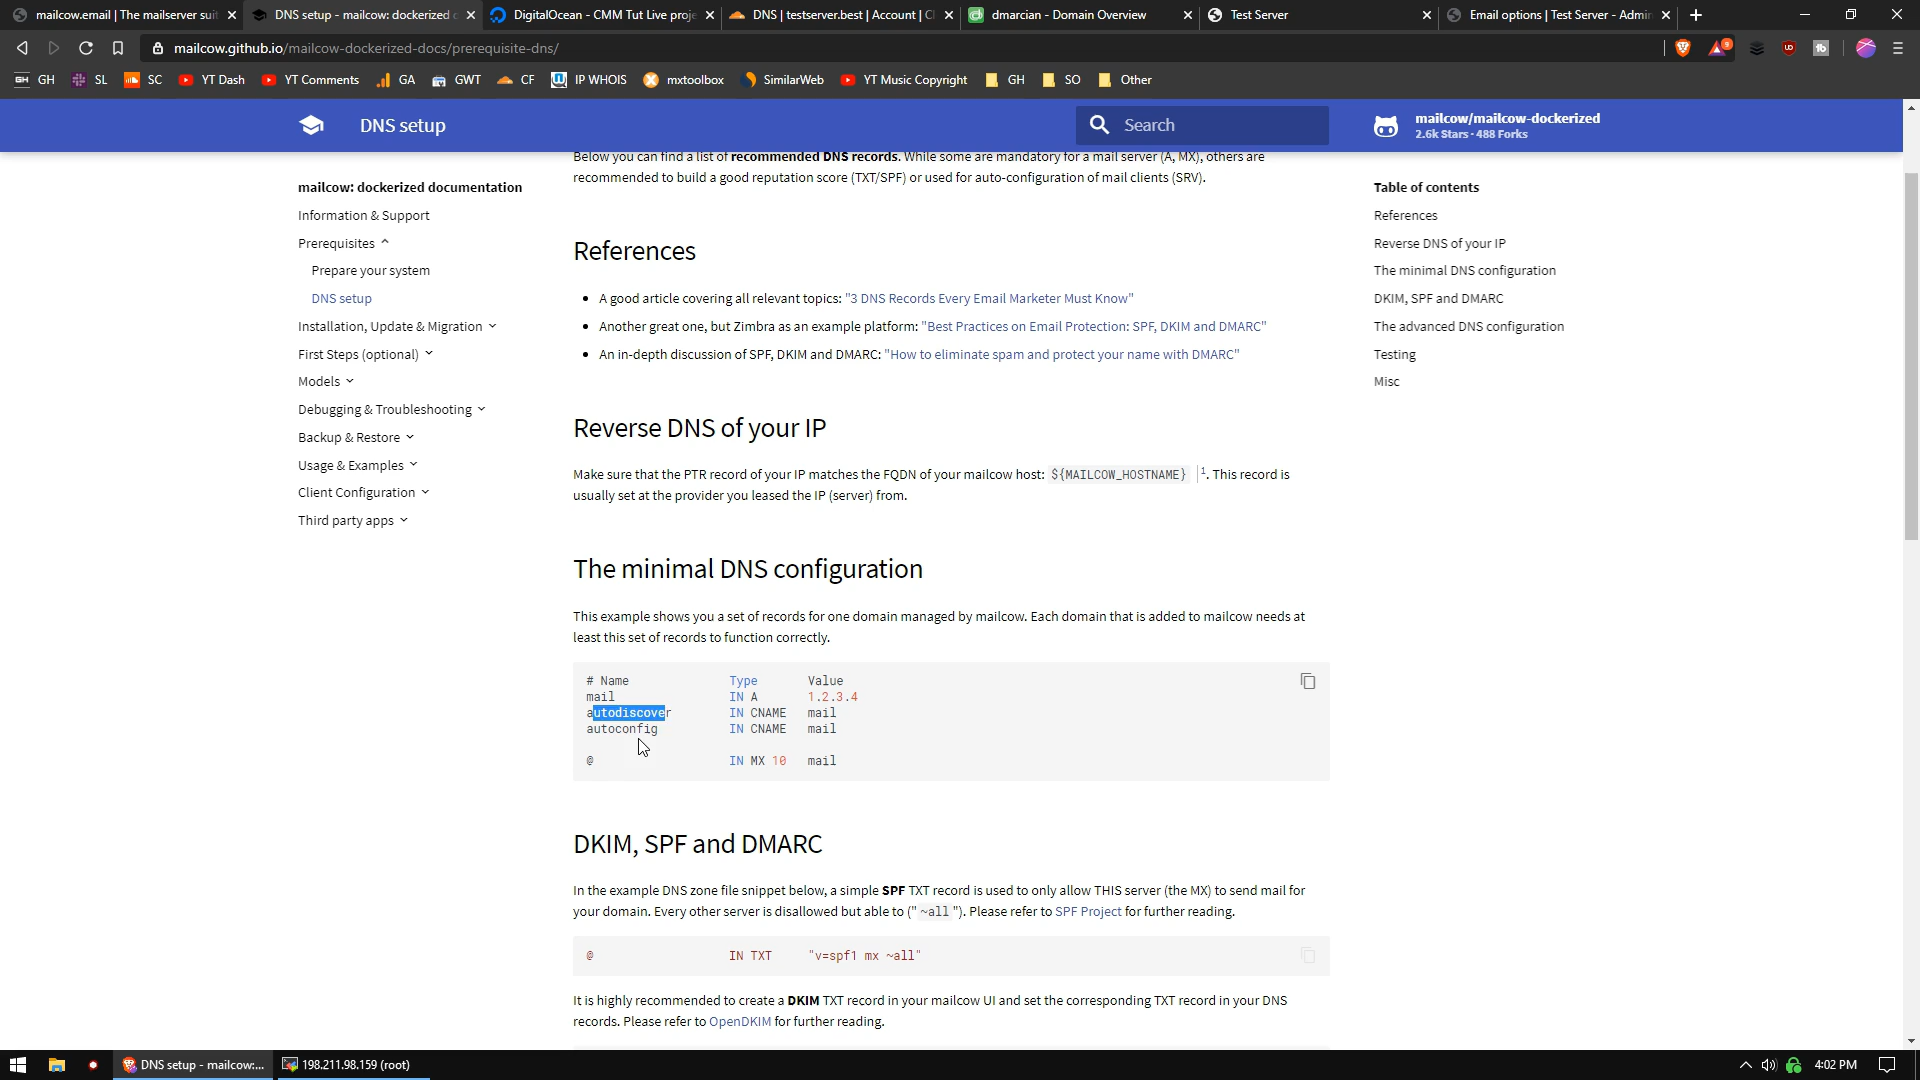 mailcow.email | The mailserver suit
DNS setup - mailcow: dockerized
DigitalOcean - CMM Tut Live proje
DNS | testserver.best | Account | C
dmarcian - Domain Overview
Test Server
Email options | Test Server - Admin
mailcow.github.io/mailcow-dockerized-docs/prerequisite-dns/
9
GH
SL
SC
YT Dash
YT Comments
GA
GWT
CF
IP WHOIS
mxtoolbox
SimilarWeb
YT Music Copyright
GH
SO
Other
DNS setup
Search
mailcow/mailcow-dockerized
2.6k Stars · 488 Forks
mailcow: dockerized documentation
Information & Support
Prerequisites
Prepare your system
DNS setup
Installation, Update & Migration
First Steps (optional)
Models
Debugging & Troubleshooting
Backup & Restore
Usage & Examples
Client Configuration
Third party apps
Below you can find a list of recommended DNS records. While some are mandatory for a mail server (A, MX), others are
recommended to build a good reputation score (TXT/SPF) or used for auto-configuration of mail clients (SRV).
References
• A good article covering all relevant topics: "3 DNS Records Every Email Marketer Must Know"
• Another great one, but Zimbra as an example platform: "Best Practices on Email Protection: SPF, DKIM and DMARC"
• An in-depth discussion of SPF, DKIM and DMARC: "How to eliminate spam and protect your name with DMARC"
Reverse DNS of your IP
Make sure that the PTR record of your IP matches the FQDN of your mailcow host: ${MAILCOW_HOSTNAME} 1. This record is
usually set at the provider you leased the IP (server) from.
The minimal DNS configuration
This example shows you a set of records for one domain managed by mailcow. Each domain that is added to mailcow needs at
least this set of records to function correctly.
# Name Type Value
mail IN A 1.2.3.4
autodiscover IN CNAME mail
autoconfig IN CNAME mail
@ IN MX 10 mail
DKIM, SPF and DMARC
In the example DNS zone file snippet below, a simple SPF TXT record is used to only allow THIS server (the MX) to send mail for
your domain. Every other server is disallowed but able to ("~all"). Please refer to SPF Project for further reading.
@ IN TXT "v=spf1 mx ~all"
It is highly recommended to create a DKIM TXT record in your mailcow UI and set the corresponding TXT record in your DNS
records. Please refer to OpenDKIM for further reading.
Table of contents
References
Reverse DNS of your IP
The minimal DNS configuration
DKIM, SPF and DMARC
The advanced DNS configuration
Testing
Misc
DNS setup - mailcow:...
198.211.98.159 (root)
4:02 PM